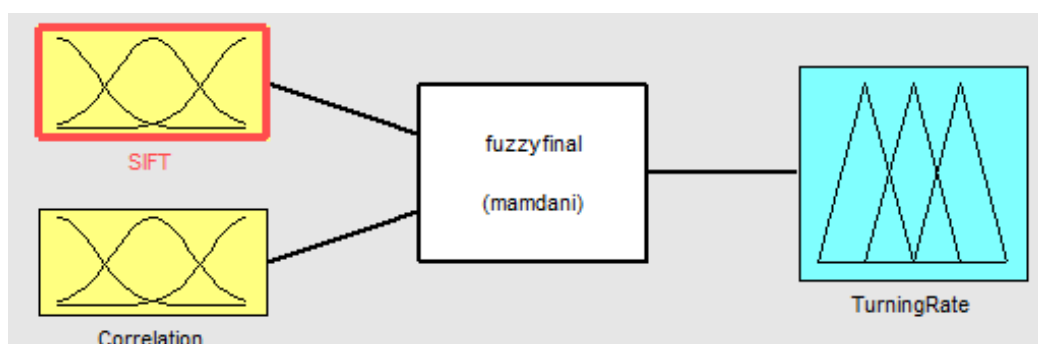 SIFT
fuzzyfinal
(mamdani)
Correlation
TurningRate